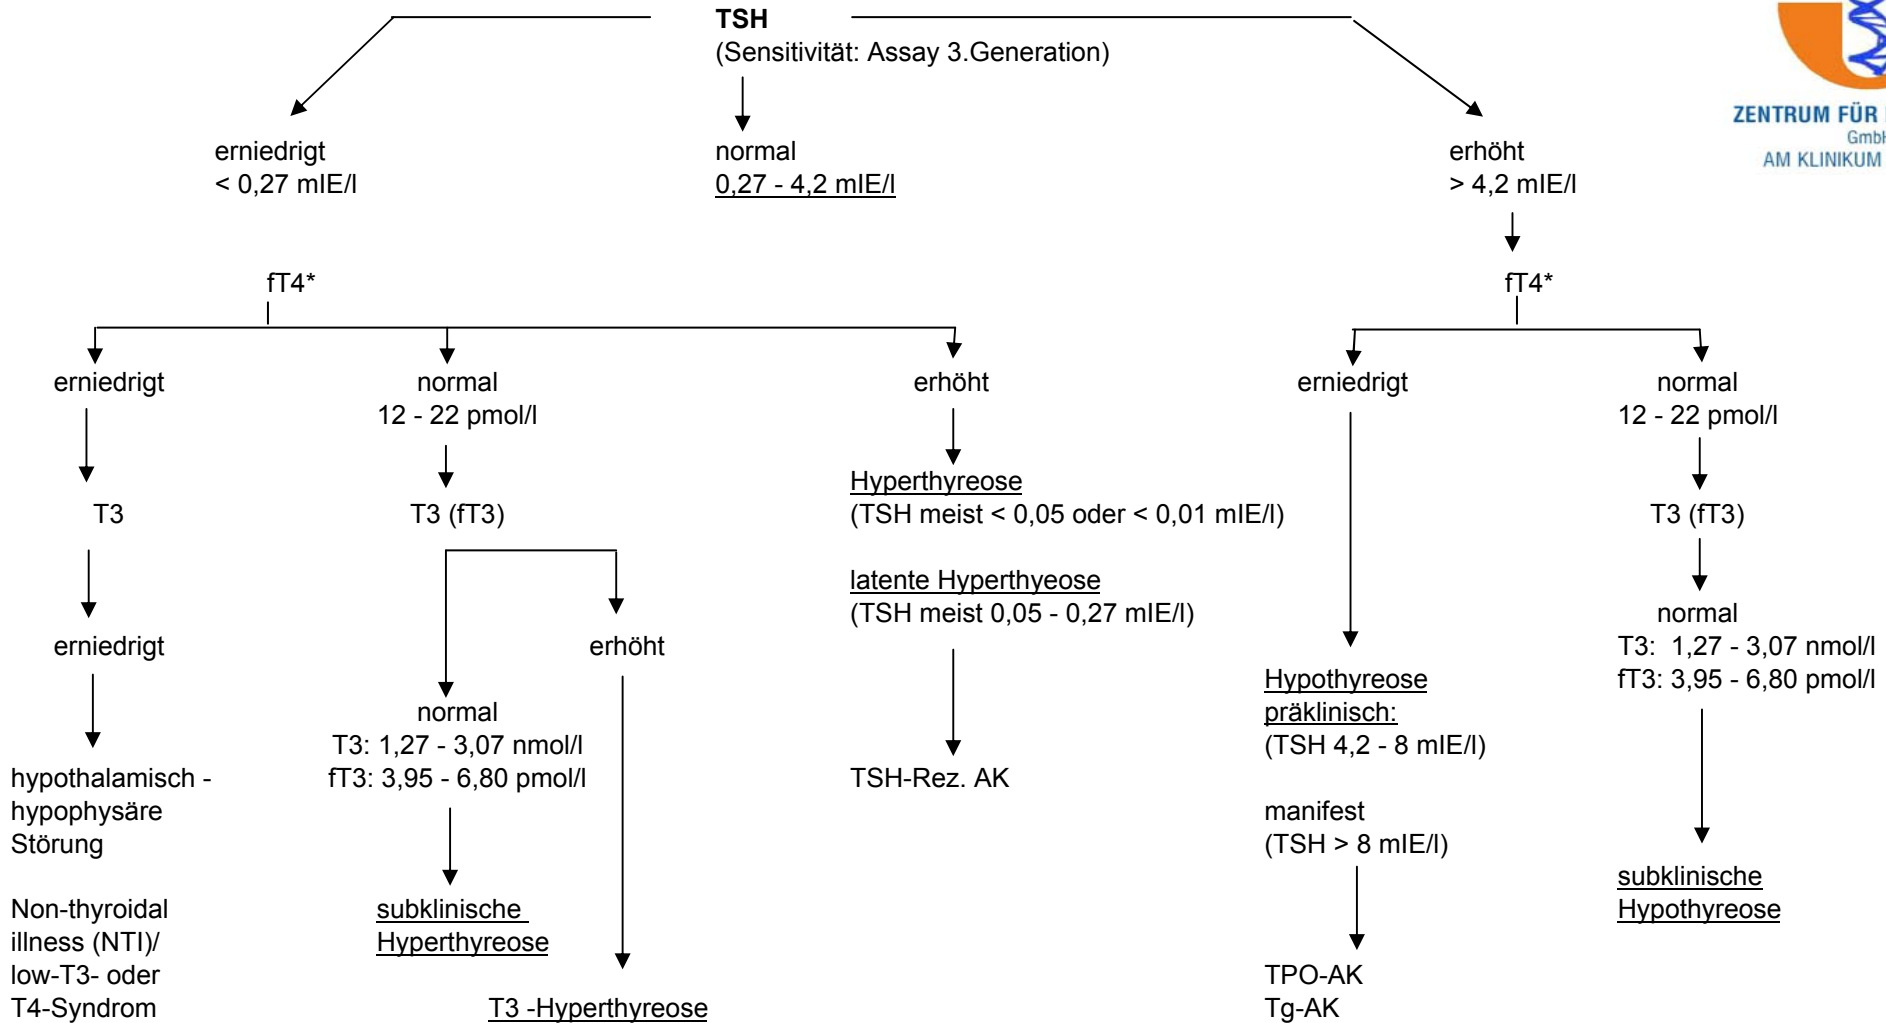 TSH
(Sensitivität: Assay 3.Generation)
ZENTRUM FÜR
GmbH
AM KLINIKUM
erniedrigt
< 0,27 mIE/l
normal
0,27 - 4,2 mIE/l
erhöht
> 4,2 mIE/l
fT4*
fT4*
erniedrigt
normal
12 - 22 pmol/l
erhöht
erniedrigt
normal
12 - 22 pmol/l
T3
T3 (fT3)
Hyperthyreose
(TSH meist < 0,05 oder < 0,01 mIE/l)
latente Hyperthyeose
(TSH meist 0,05 - 0,27 mIE/l)
T3 (fT3)
erniedrigt
erhöht
normal
T3: 1,27 - 3,07 nmol/l
fT3: 3,95 - 6,80 pmol/l
normal
T3: 1,27 - 3,07 nmol/l
fT3: 3,95 - 6,80 pmol/l
Hypothyreose
präklinisch:
(TSH 4,2 - 8 mIE/l)
manifest
(TSH > 8 mIE/l)
hypothalamisch -
hypophysäre
Störung
TSH-Rez. AK
Non-thyroidal
illness (NTI)/
low-T3- oder
T4-Syndrom
subklinische
Hyperthyreose
T3 -Hyperthyreose
TPO-AK
Tg-AK
subklinische
Hypothyreose